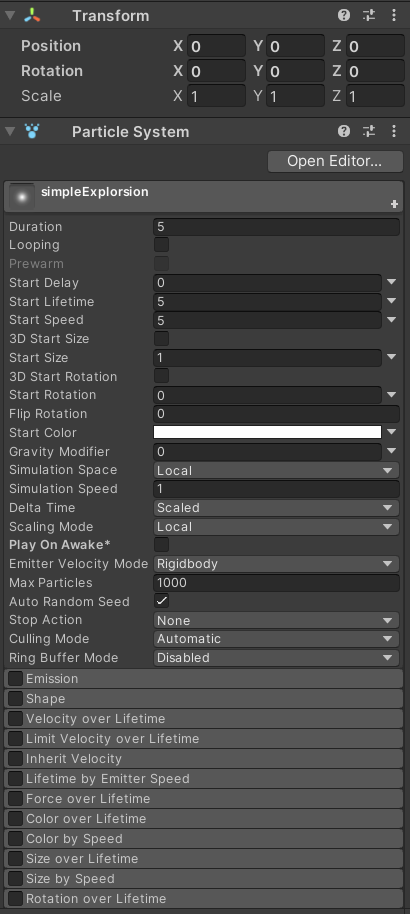 Transform
Position X 0 Y 0 Z 0
Rotation X 0 Y 0 Z 0
Scale X 1 Y 1 Z 1
Particle System
Open Editor...
simpleExplorsion
Duration 5
Looping
Prewarm
Start Delay 0
Start Lifetime 5
Start Speed 5
3D Start Size
Start Size 1
3D Start Rotation
Start Rotation 0
Flip Rotation 0
Start Color
Gravity Modifier 0
Simulation Space Local
Simulation Speed 1
Delta Time Scaled
Scaling Mode Local
Play On Awake*
Emitter Velocity Mode Rigidbody
Max Particles 1000
Auto Random Seed
Stop Action None
Culling Mode Automatic
Ring Buffer Mode Disabled
Emission
Shape
Velocity over Lifetime
Limit Velocity over Lifetime
Inherit Velocity
Lifetime by Emitter Speed
Force over Lifetime
Color over Lifetime
Color by Speed
Size over Lifetime
Size by Speed
Rotation over Lifetime